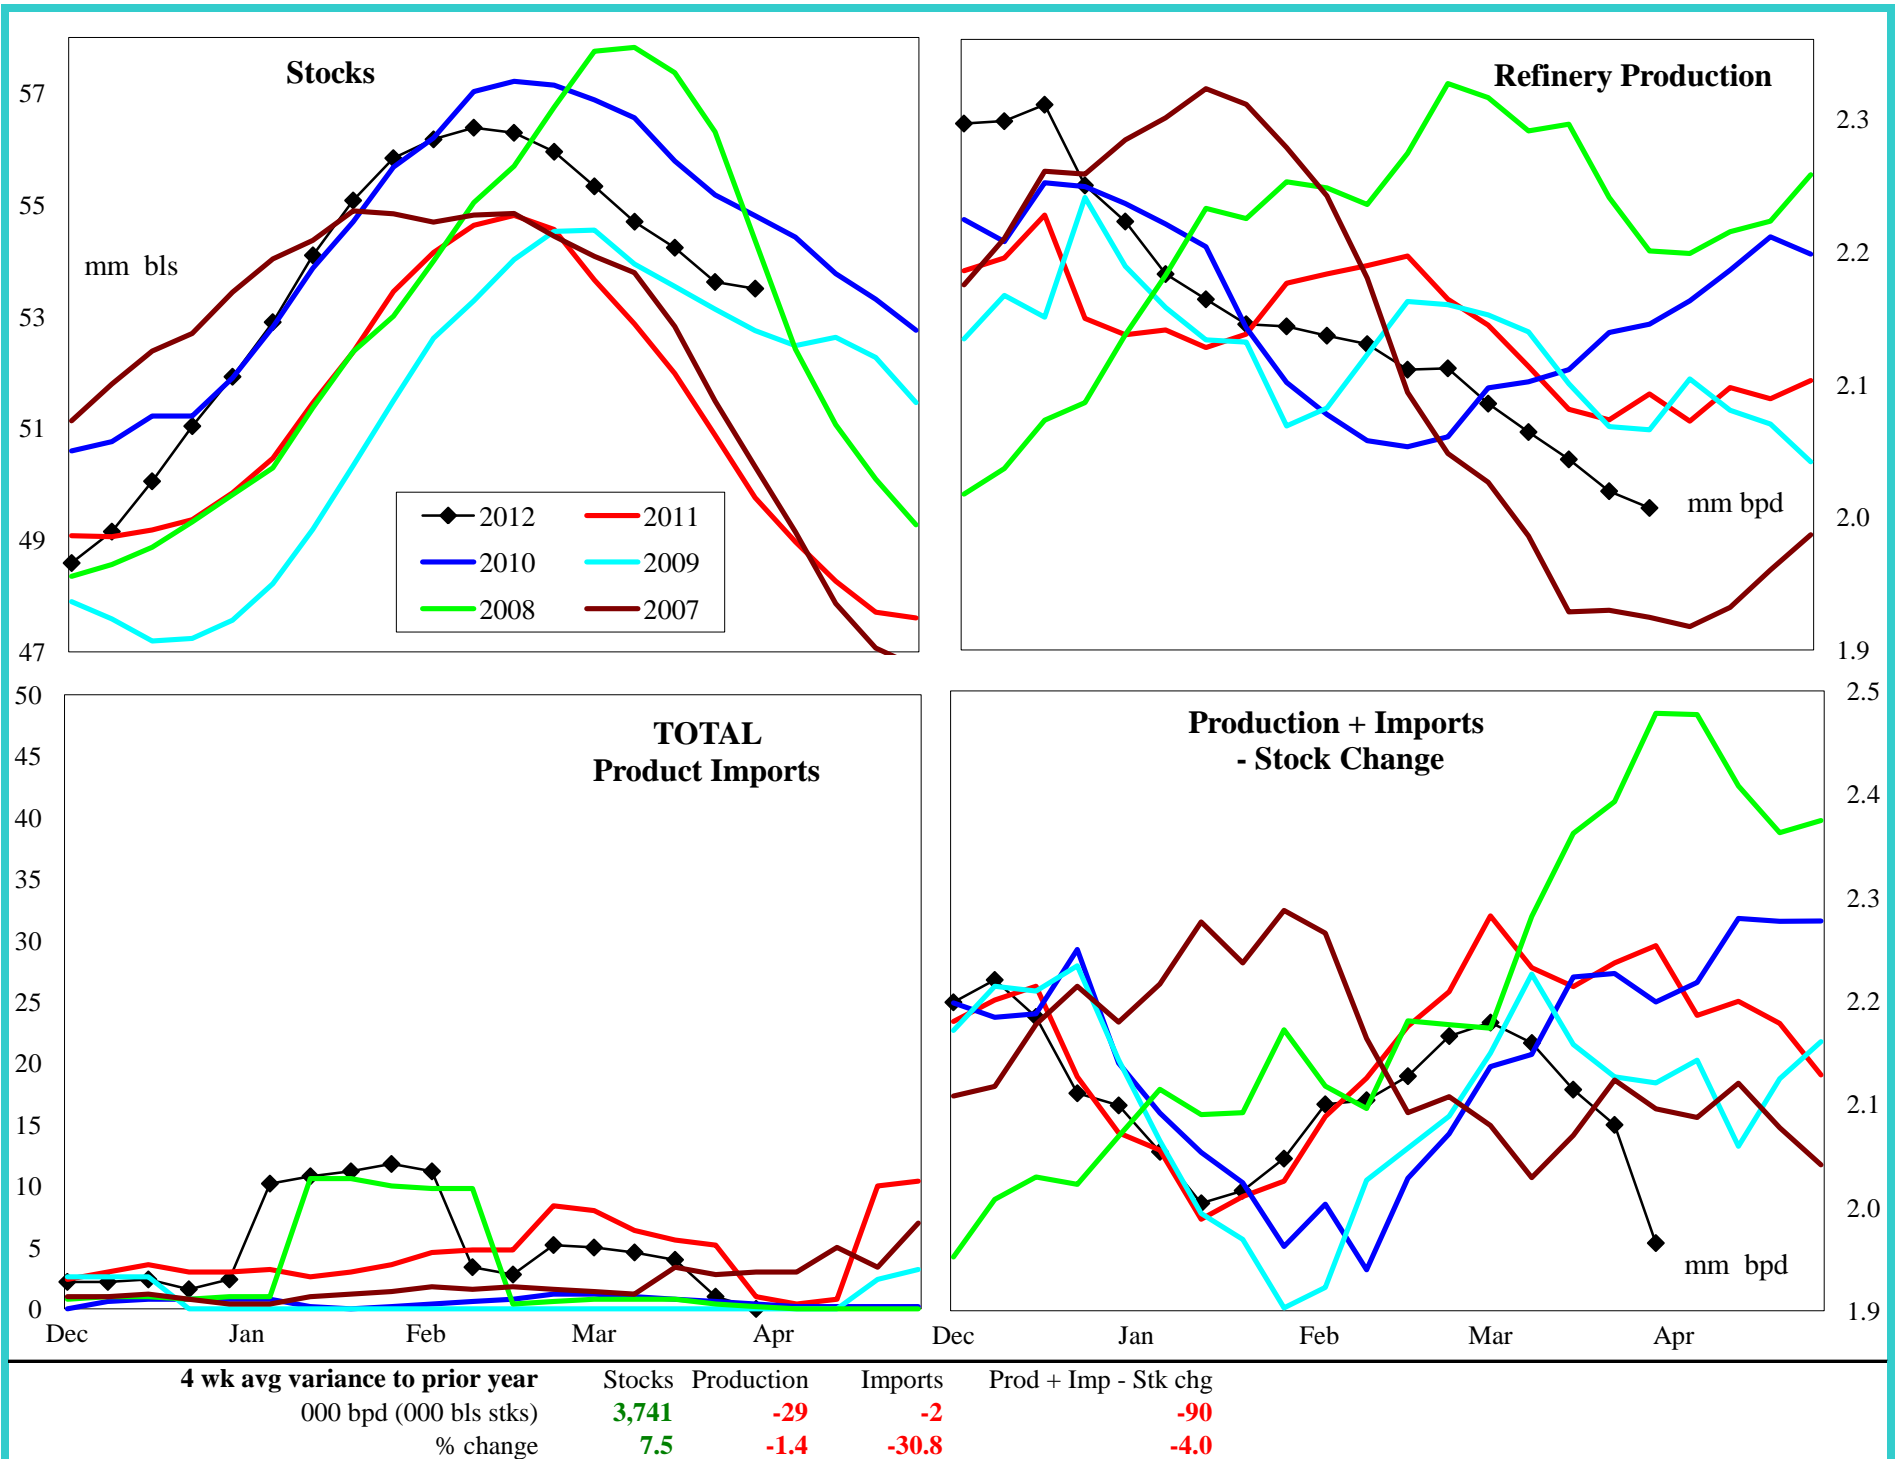 Stocks
57
55
53
51
49
47
mm bls
2012 2011
2010 2009
2008 2007
Refinery Production
2.3
2.2
2.1
2.0
1.9
mm bpd
TOTAL
Product Imports
50
45
40
35
30
25
20
15
10
5
0
Dec Jan Feb Mar Apr
Production + Imports
- Stock Change
2.5
2.4
2.3
2.2
2.1
2.0
1.9
mm bpd
Dec Jan Feb Mar Apr
4 wk avg variance to prior year Stocks Production Imports Prod + Imp - Stk chg
000 bpd (000 bls stks) 3,741 -29 -2 -90
% change 7.5 -1.4 -30.8 -4.0